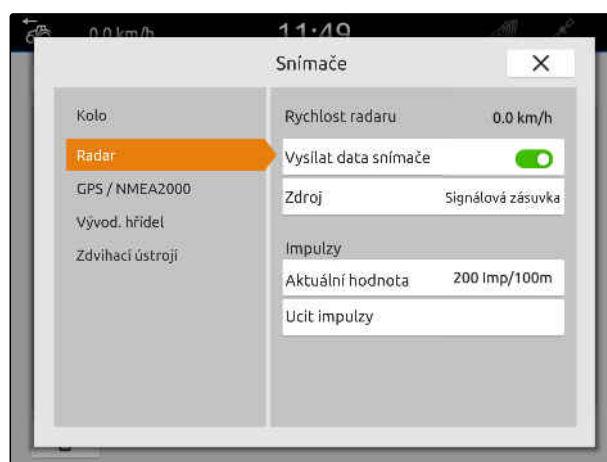 0.0 km/h
11:49
Snímače
Kolo
Radar
GPS / NMEA2000
Vývod. hřídel
Zdvihací ústrojí
Rychlost radaru 0.0 km/h
Vysílat data snímače
Zdroj Signálová zásuvka
Impulzy
Aktuální hodnota 200 Imp/100m
Ucit impulzy